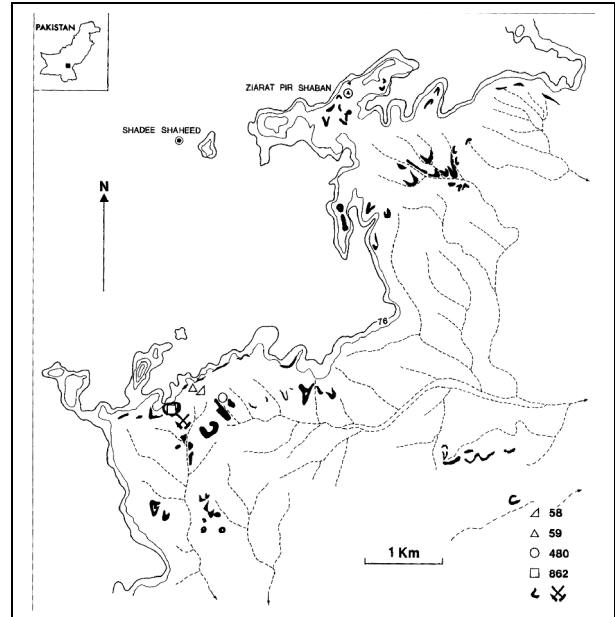 PAKISTAN
ZIARAT PIR SHABAN
SHADEE SHAHEED
N
76
1 Km
58
59
480
862